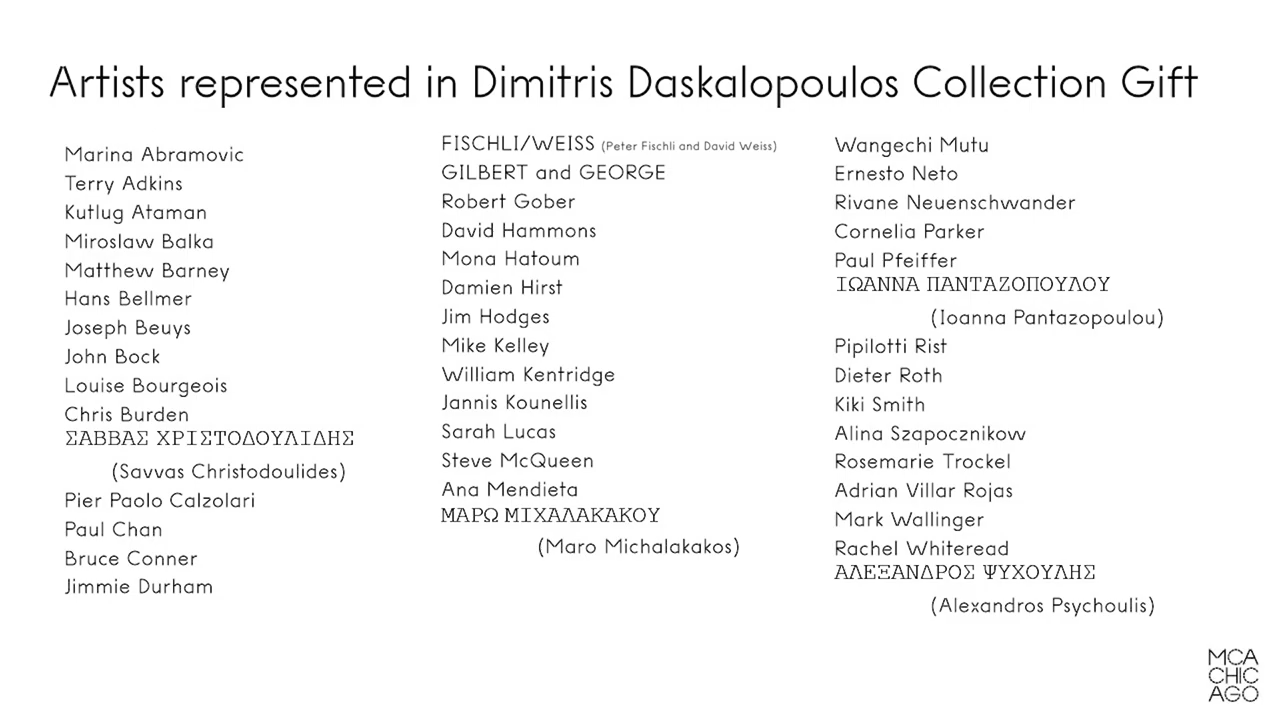 Artists represented in Dimitris Daskalopoulos Collection Gift
Marina Abramovic
Terry Adkins
Kutlug Ataman
Miroslaw Balka
Matthew Barney
Hans Bellmer
Joseph Beuys
John Bock
Louise Bourgeois
Chris Burden
ΣΑΒΒΑΣ ΧΡΙΣΤΟΔΟΥΛΙΔΗΣ
(Savvas Christodoulides)
Pier Paolo Calzolari
Paul Chan
Bruce Conner
Jimmie Durham
FISCHLI/WEISS (Peter Fischli and David Weiss)
GILBERT and GEORGE
Robert Gober
David Hammons
Mona Hatoum
Damien Hirst
Jim Hodges
Mike Kelley
William Kentridge
Jannis Kounellis
Sarah Lucas
Steve McQueen
Ana Mendieta
ΜΑΡΩ ΜΙΧΑΛΑΚΑΚΟΥ
(Maro Michalakakos)
Wangechi Mutu
Ernesto Neto
Rivane Neuenschwander
Cornelia Parker
Paul Pfeiffer
ΙΩΑΝΝΑ ΠΑΝΤΑΖΟΠΟΥΛΟΥ
(Ioanna Pantazopoulou)
Pipilotti Rist
Dieter Roth
Kiki Smith
Alina Szapocznikow
Rosemarie Trockel
Adrian Villar Rojas
Mark Wallinger
Rachel Whiteread
ΑΛΕΞΑΝΔΡΟΣ ΨΥΧΟΥΛΗΣ
(Alexandros Psychoulis)
MCA
CHIC
AGO